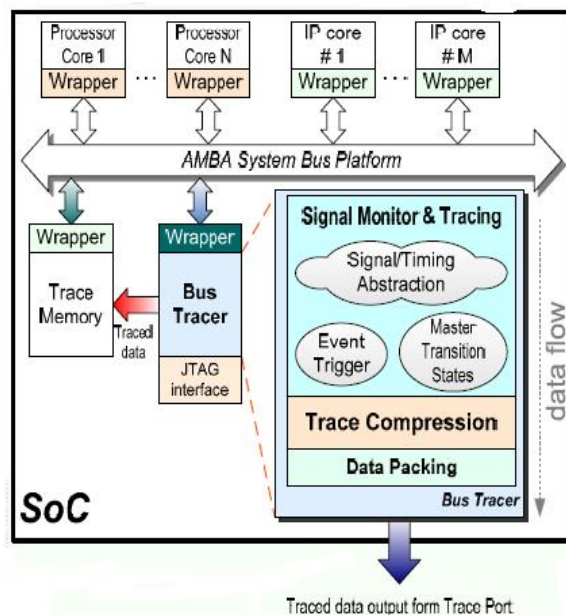 Processor Core 1
Wrapper
...
Processor Core N
Wrapper
IP core # 1
Wrapper
...
IP core # M
Wrapper
AMBA System Bus Platform
Wrapper
Trace
Memory
Traced
data
Wrapper
Bus
Tracer
JTAG
interface
Signal Monitor & Tracing
Signal/Timing
Abstraction
Event
Trigger
Master
Transition
States
Trace Compression
Data Packing
Bus Tracer
data flow
SoC
Traced data output form Trace Port